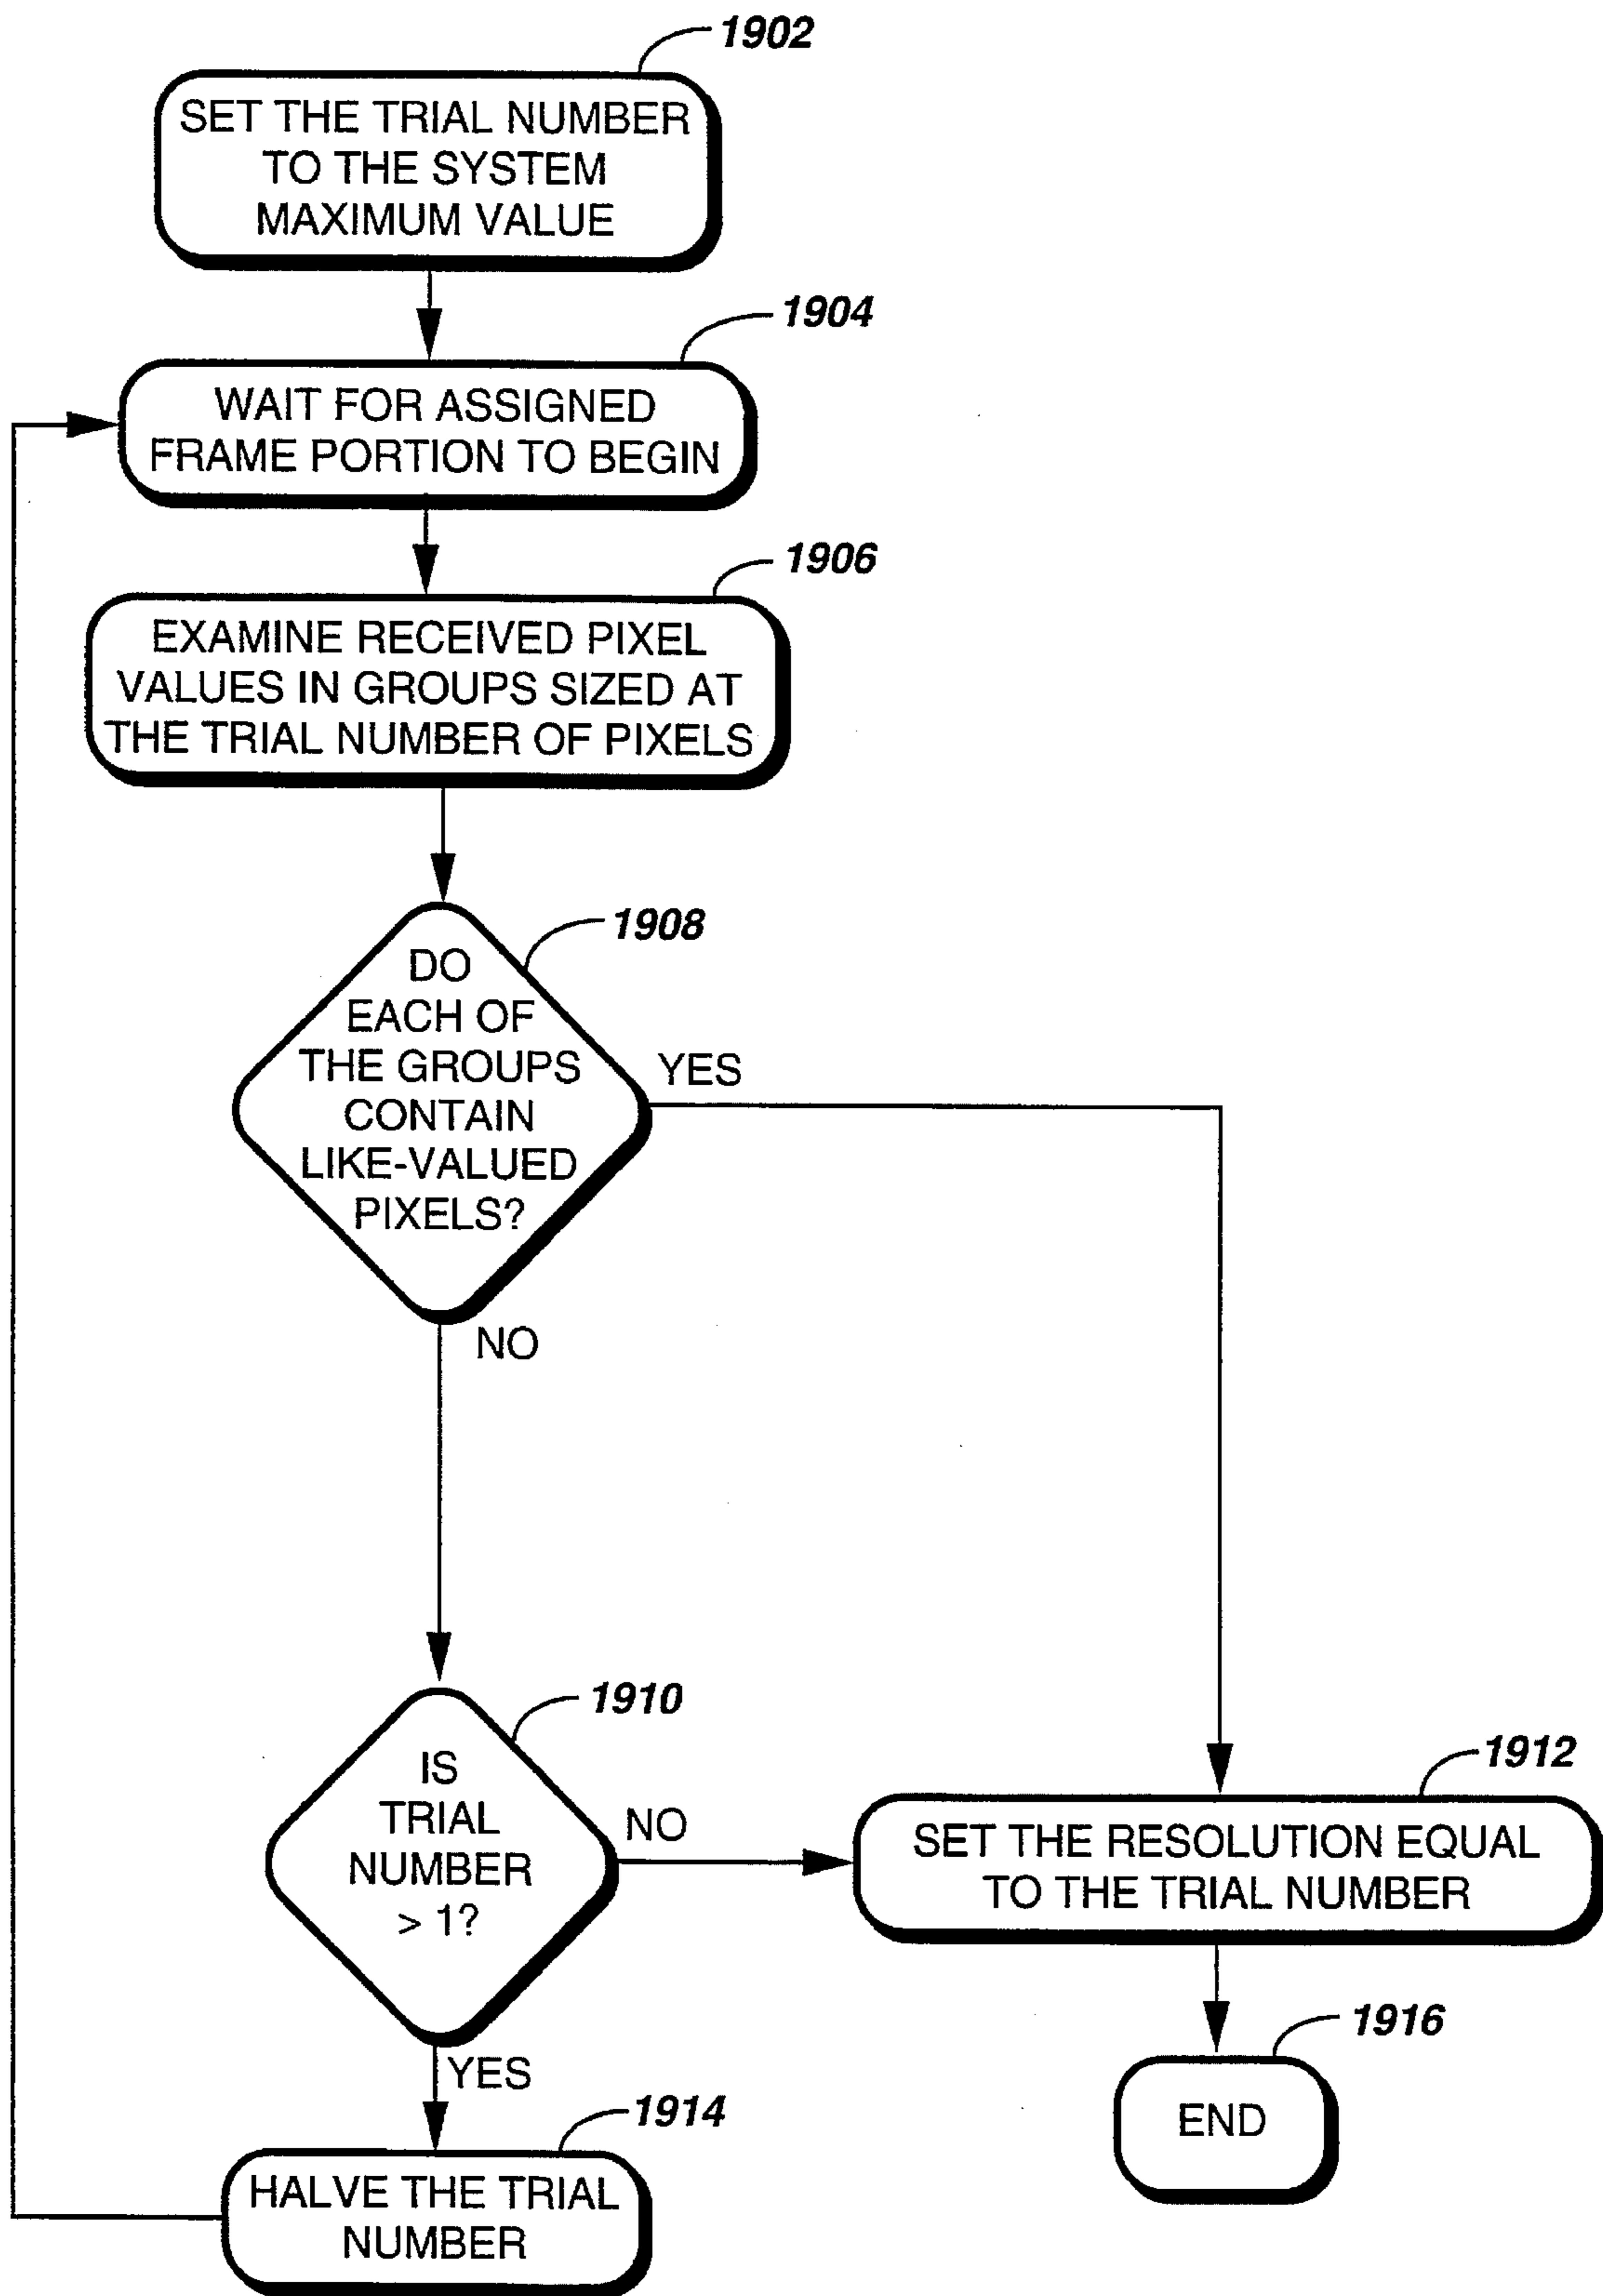 1902
SET THE TRIAL NUMBER
TO THE SYSTEM
MAXIMUM VALUE
1904
WAIT FOR ASSIGNED
FRAME PORTION TO BEGIN
1906
EXAMINE RECEIVED PIXEL
VALUES IN GROUPS SIZED AT
THE TRIAL NUMBER OF PIXELS
1908
DO
EACH OF
THE GROUPS
CONTAIN
LIKE-VALUED
PIXELS?
YES
NO
1910
IS
TRIAL
NUMBER
> 1?
NO
YES
1912
SET THE RESOLUTION EQUAL
TO THE TRIAL NUMBER
1914
HALVE THE TRIAL
NUMBER
1916
END